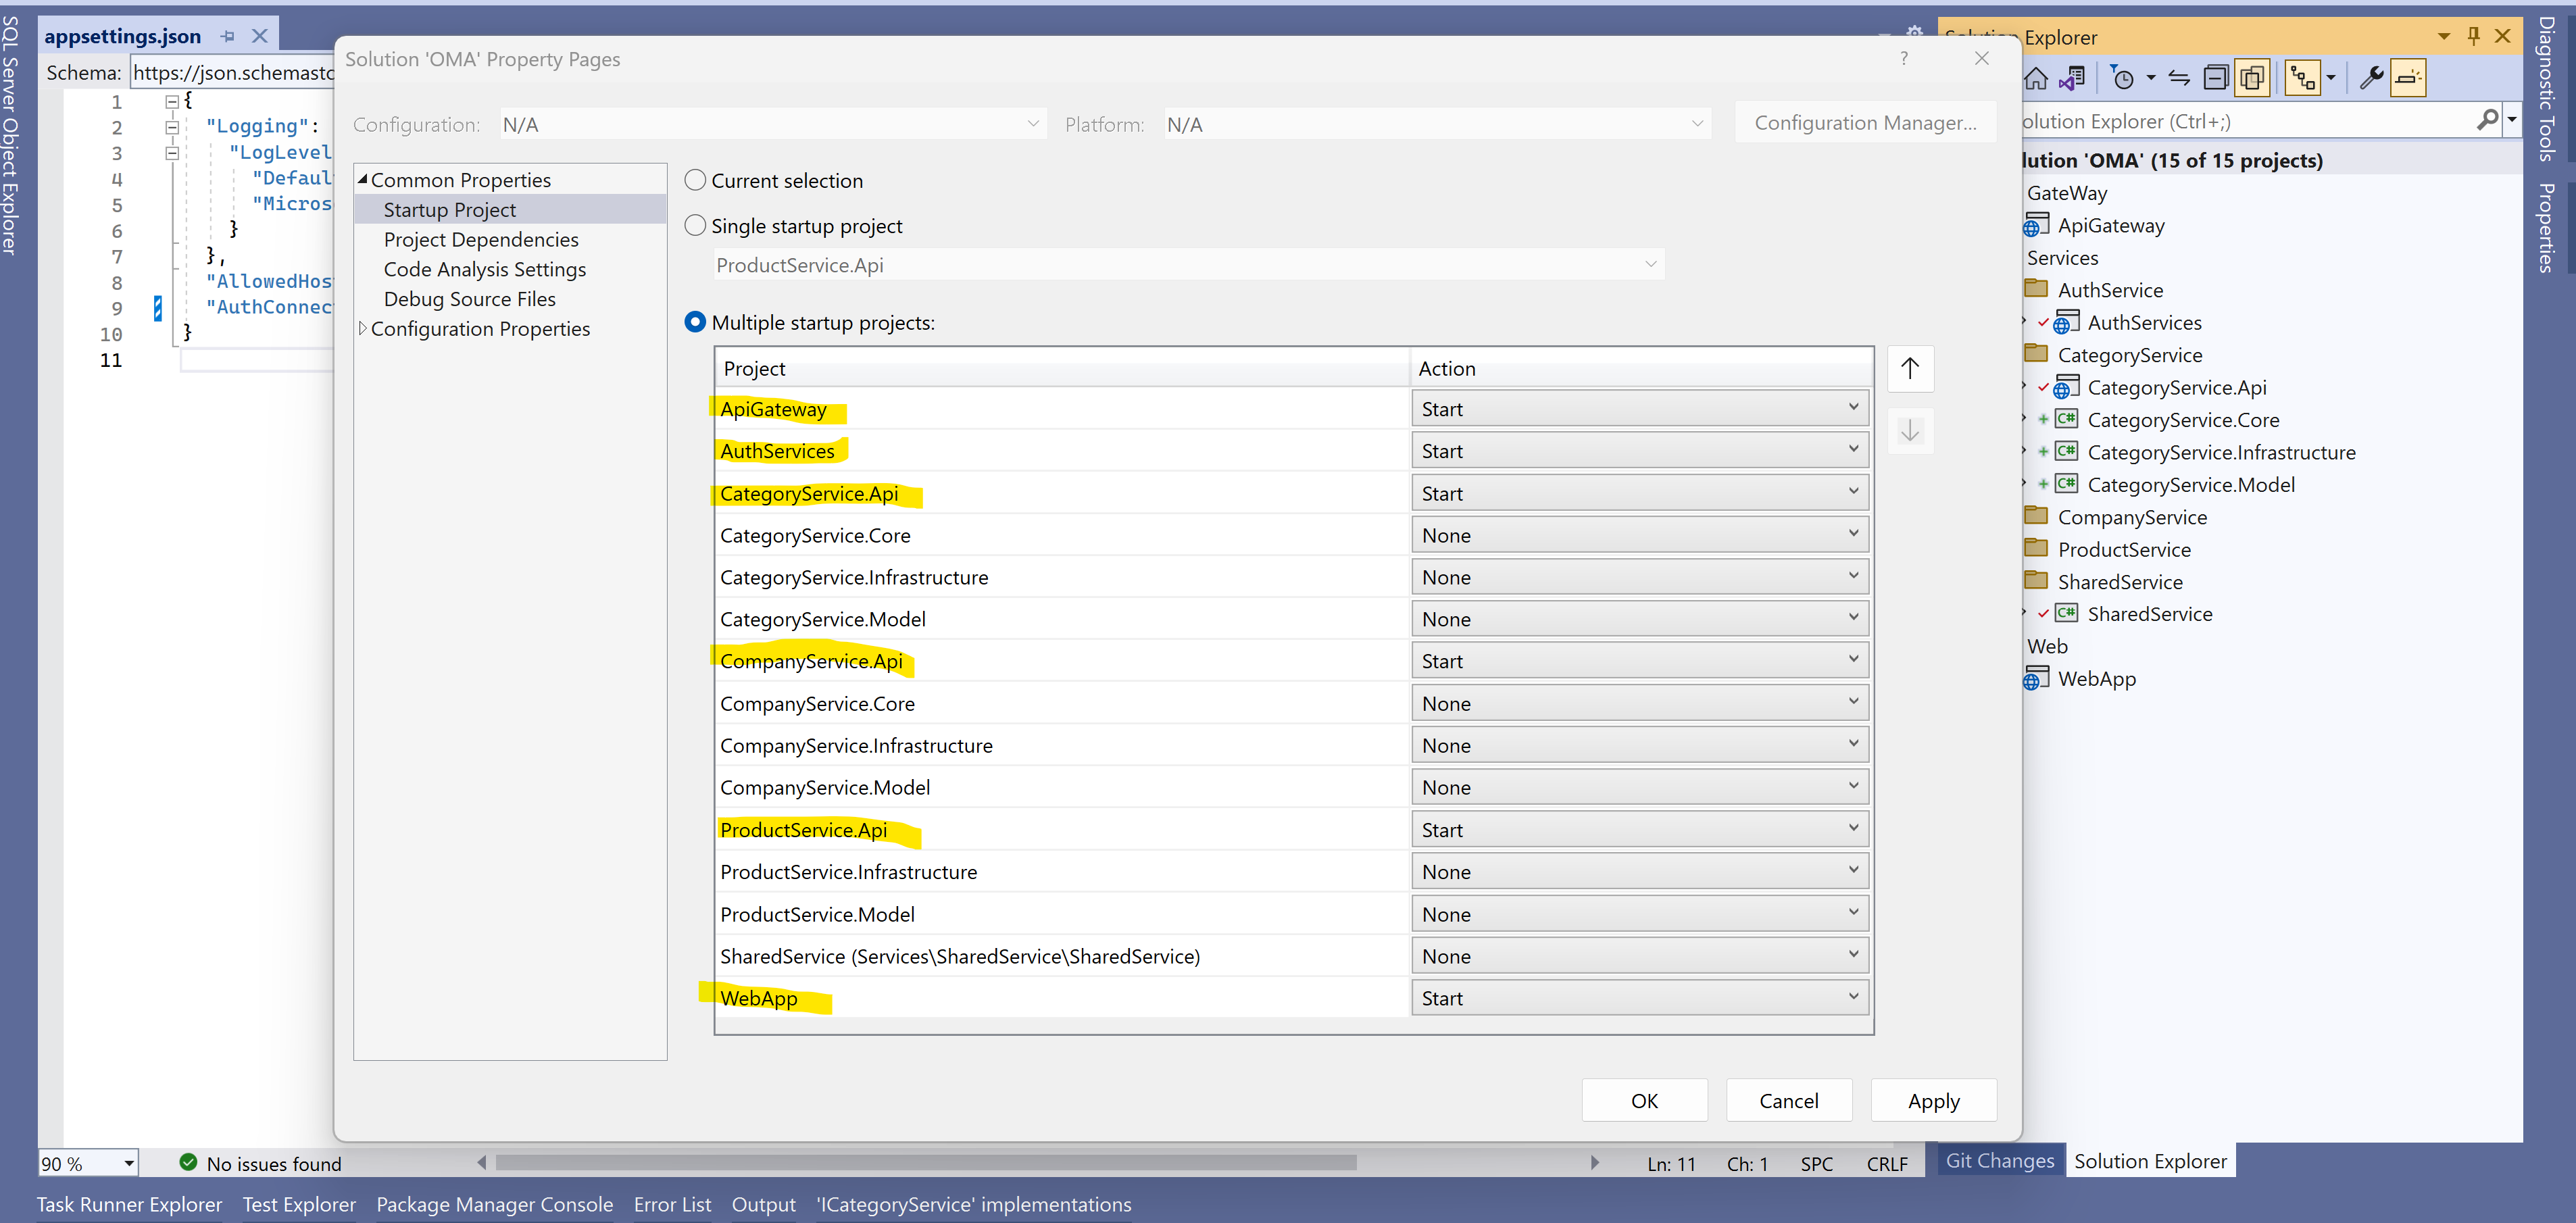 SQL Server Object Explorer
appsettings.json
Schema: https://json.schemastc
1 {
2 "Logging":
3 "LogLevel
4 "Defaul
5 "Micros
6 }
7 },
8 "AllowedHos
9 "AuthConnec
10 }
11
Solution 'OMA' Property Pages
?
Configuration: N/A
Platform: N/A
Configuration Manager...
Common Properties
Startup Project
Project Dependencies
Code Analysis Settings
Debug Source Files
Configuration Properties
Current selection
Single startup project
ProductService.Api
Multiple startup projects:
Project Action
ApiGateway Start
AuthServices Start
CategoryService.Api Start
CategoryService.Core None
CategoryService.Infrastructure None
CategoryService.Model None
CompanyService.Api Start
CompanyService.Core None
CompanyService.Infrastructure None
CompanyService.Model None
ProductService.Api Start
ProductService.Infrastructure None
ProductService.Model None
SharedService (Services\SharedService\SharedService) None
WebApp Start
OK Cancel Apply
Explorer
olution Explorer (Ctrl+;)
lution 'OMA' (15 of 15 projects)
GateWay
ApiGateway
Services
AuthService
AuthServices
CategoryService
C# CategoryService.Api
C# CategoryService.Core
C# CategoryService.Infrastructure
C# CategoryService.Model
CompanyService
ProductService
SharedService
C# SharedService
Web
WebApp
Diagnostic Tools
Properties
90 % No issues found Ln: 11 Ch: 1 SPC CRLF
Git Changes Solution Explorer
Task Runner Explorer Test Explorer Package Manager Console Error List Output 'ICategoryService' implementations